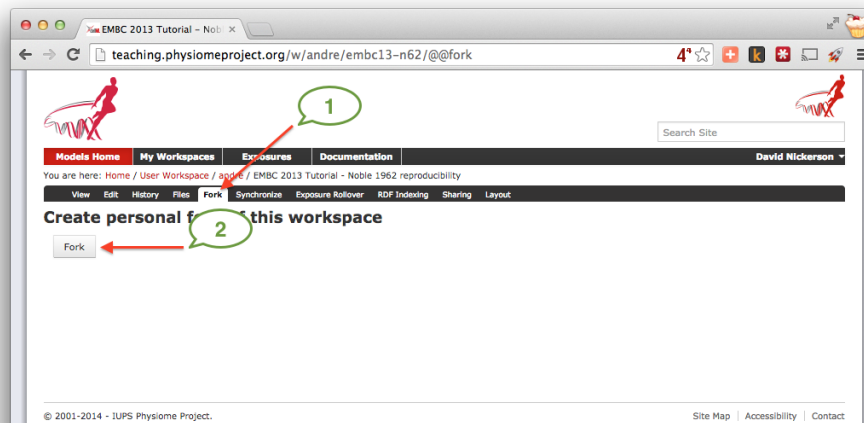 EMBC 2013 Tutorial - Nob
teaching.physiomeproject.org/w/andre/embc13-n62/@@fork
4
1
Search Site
Models Home My Workspaces Exposures Documentation David Nickerson
You are here: Home / User Workspace / andre / EMBC 2013 Tutorial - Noble 1962 reproducibility
View Edit History Files Fork Synchronize Exposure Rollover RDF Indexing Sharing Layout
Create personal fork of this workspace
2
Fork
© 2001-2014 - IUPS Physiome Project.
Site Map Accessibility Contact